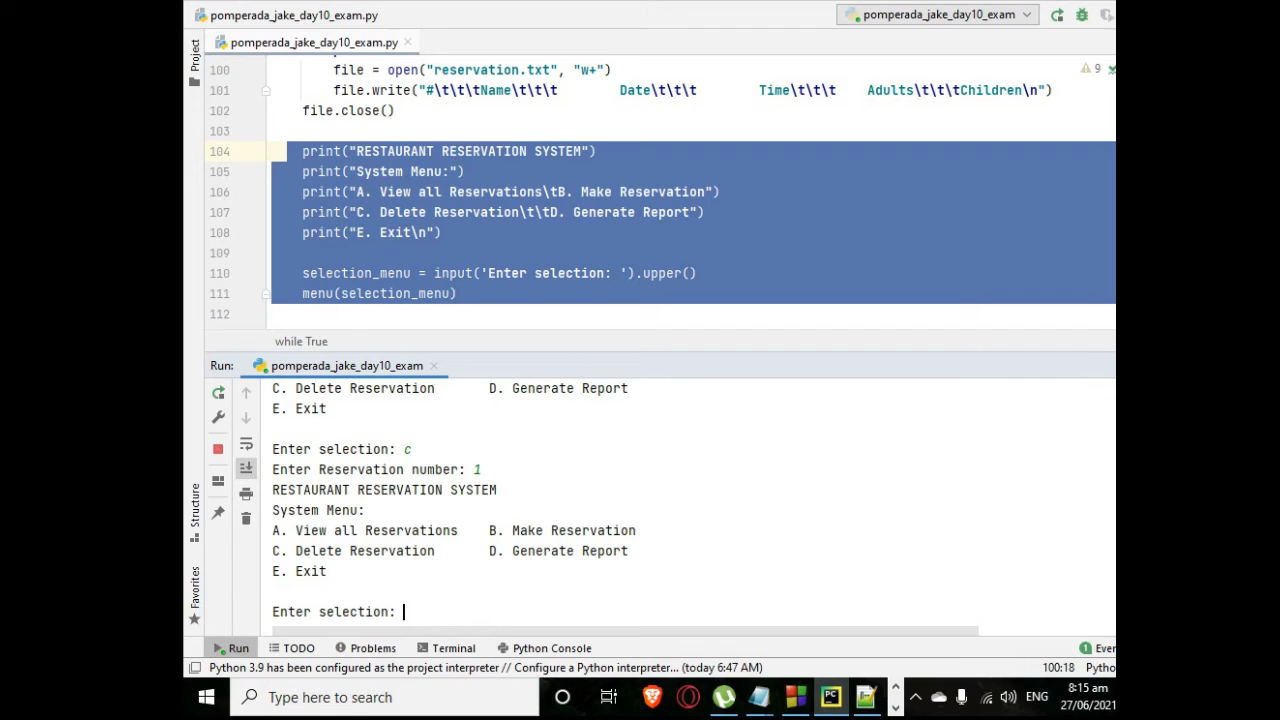 pomperada_jake_day10_exam.py
pomperada_jake_day10_exam
pomperada_jake_day10_exam.py
Project
100 file = open("reservation.txt", "w+")
9
101 file.write("#\t\t\tName\t\t\t Date\t\t\t Time\t\t\t Adults\t\t\tChildren\n")
102 file.close()
103
104 print("RESTAURANT RESERVATION SYSTEM")
105 print("System Menu:")
106 print("A. View all Reservations\tB. Make Reservation")
107 print("C. Delete Reservation\t\tD. Generate Report")
108 print("E. Exit\n")
109
110 selection_menu = input('Enter selection: ').upper()
111 menu(selection_menu)
112
while True
Run: pomperada_jake_day10_exam
C. Delete Reservation D. Generate Report
E. Exit
Enter selection: c
Enter Reservation number: 1
RESTAURANT RESERVATION SYSTEM
System Menu:
A. View all Reservations B. Make Reservation
C. Delete Reservation D. Generate Report
E. Exit
Enter selection:
Structure
Favorites
Run TODO Problems Terminal Python Console 1 Ever
Python 3.9 has been configured as the project interpreter // Configure a Python interpreter... (today 6:47 AM) 100:18 Pytho
Type here to search
PC
ENG
8:15 am
27/06/2021